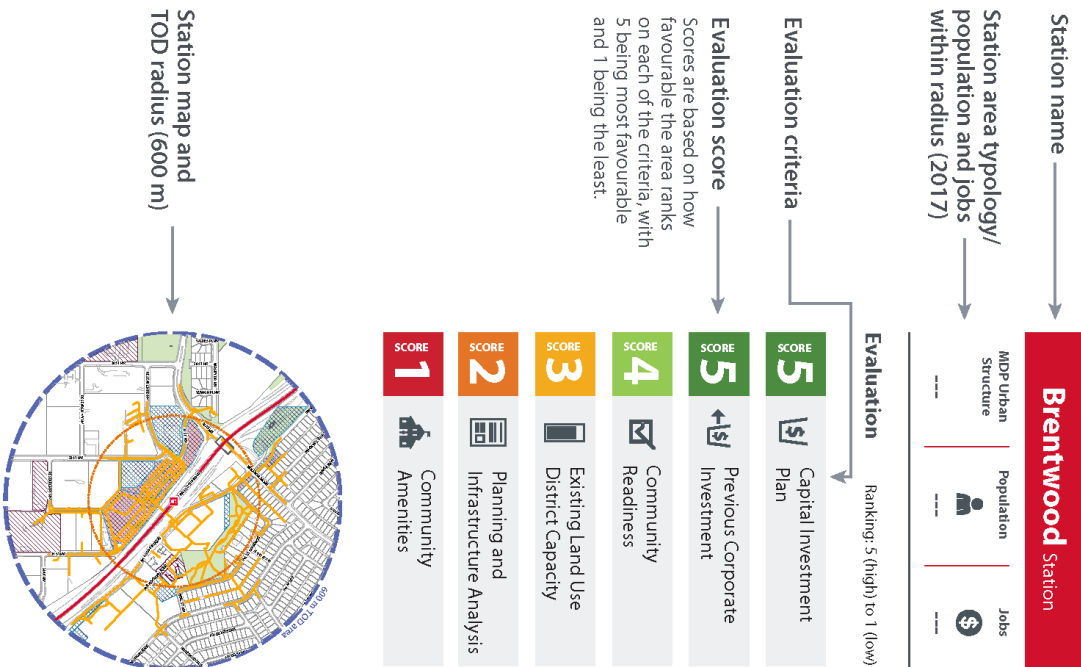 Station name
Station area typology/
population and jobs
within radius (2017)
Evaluation criteria
Evaluation score
Scores are based on how
favourable the area ranks
on each of the criteria, with
5 being most favourable
and 1 being the least.
Station map and
TOD radius (600 m)
Brentwood Station
MDP Urban
Structure
---
Population
---
Jobs
---
Evaluation
Ranking: 5 (high) to 1 (low)
SCORE
5
Capital Investment
Plan
SCORE
5
Previous Corporate
Investment
SCORE
4
Community
Readiness
SCORE
3
Existing Land Use
District Capacity
SCORE
2
Planning and
Infrastructure Analysis
SCORE
1
Community
Amenities
600 m TOD area